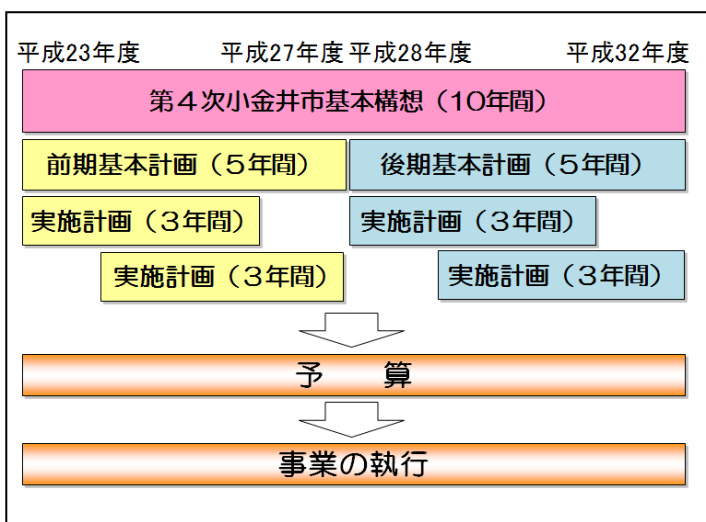 平成23年度 平成27年度 平成28年度 平成32年度
第４次小金井市基本構想（１０年間）
前期基本計画（５年間） 後期基本計画（５年間）
実施計画（３年間） 実施計画（３年間）
実施計画（３年間） 実施計画（３年間）
予　算
事業の執行